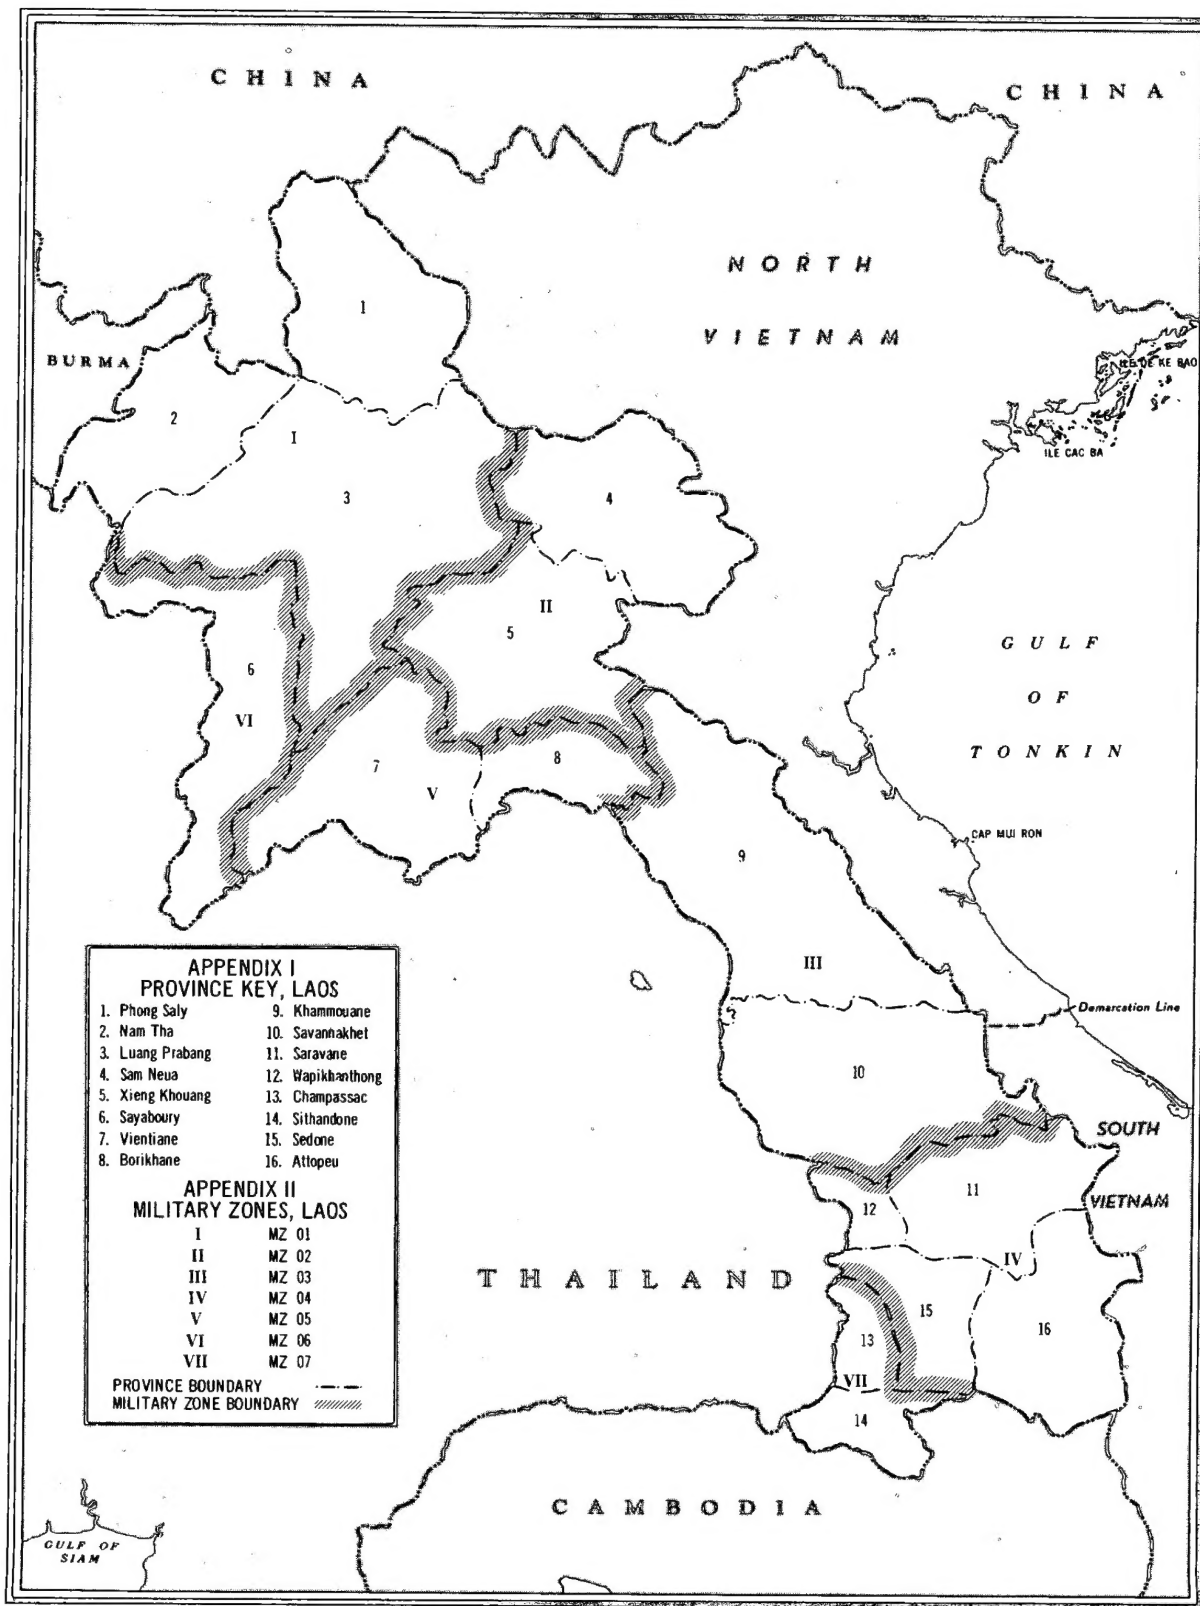 CHINA
CHINA
NORTH
VIETNAM
1
BURMA
ILE DE KE BAO
2
I
ILE CAC BA
3
4
II
5
GULF
OF
TONKIN
6
VI
7
8
V
CAP MUI RON
9
III
Demarcation Line
10
SOUTH
VIETNAM
11
12
IV
THAILAND
15
13
16
VII
14
CAMBODIA
GULF OF
SIAM
APPENDIX I
PROVINCE KEY, LAOS
1. Phong Saly 9. Khammouane
2. Nam Tha 10. Savannakhet
3. Luang Prabang 11. Saravane
4. Sam Neua 12. Wapikhanthong
5. Xieng Khouang 13. Champassac
6. Sayaboury 14. Sithandone
7. Vientiane 15. Sedone
8. Borikhane 16. Attopeu
APPENDIX II
MILITARY ZONES, LAOS
I MZ 01
II MZ 02
III MZ 03
IV MZ 04
V MZ 05
VI MZ 06
VII MZ 07
PROVINCE BOUNDARY
MILITARY ZONE BOUNDARY